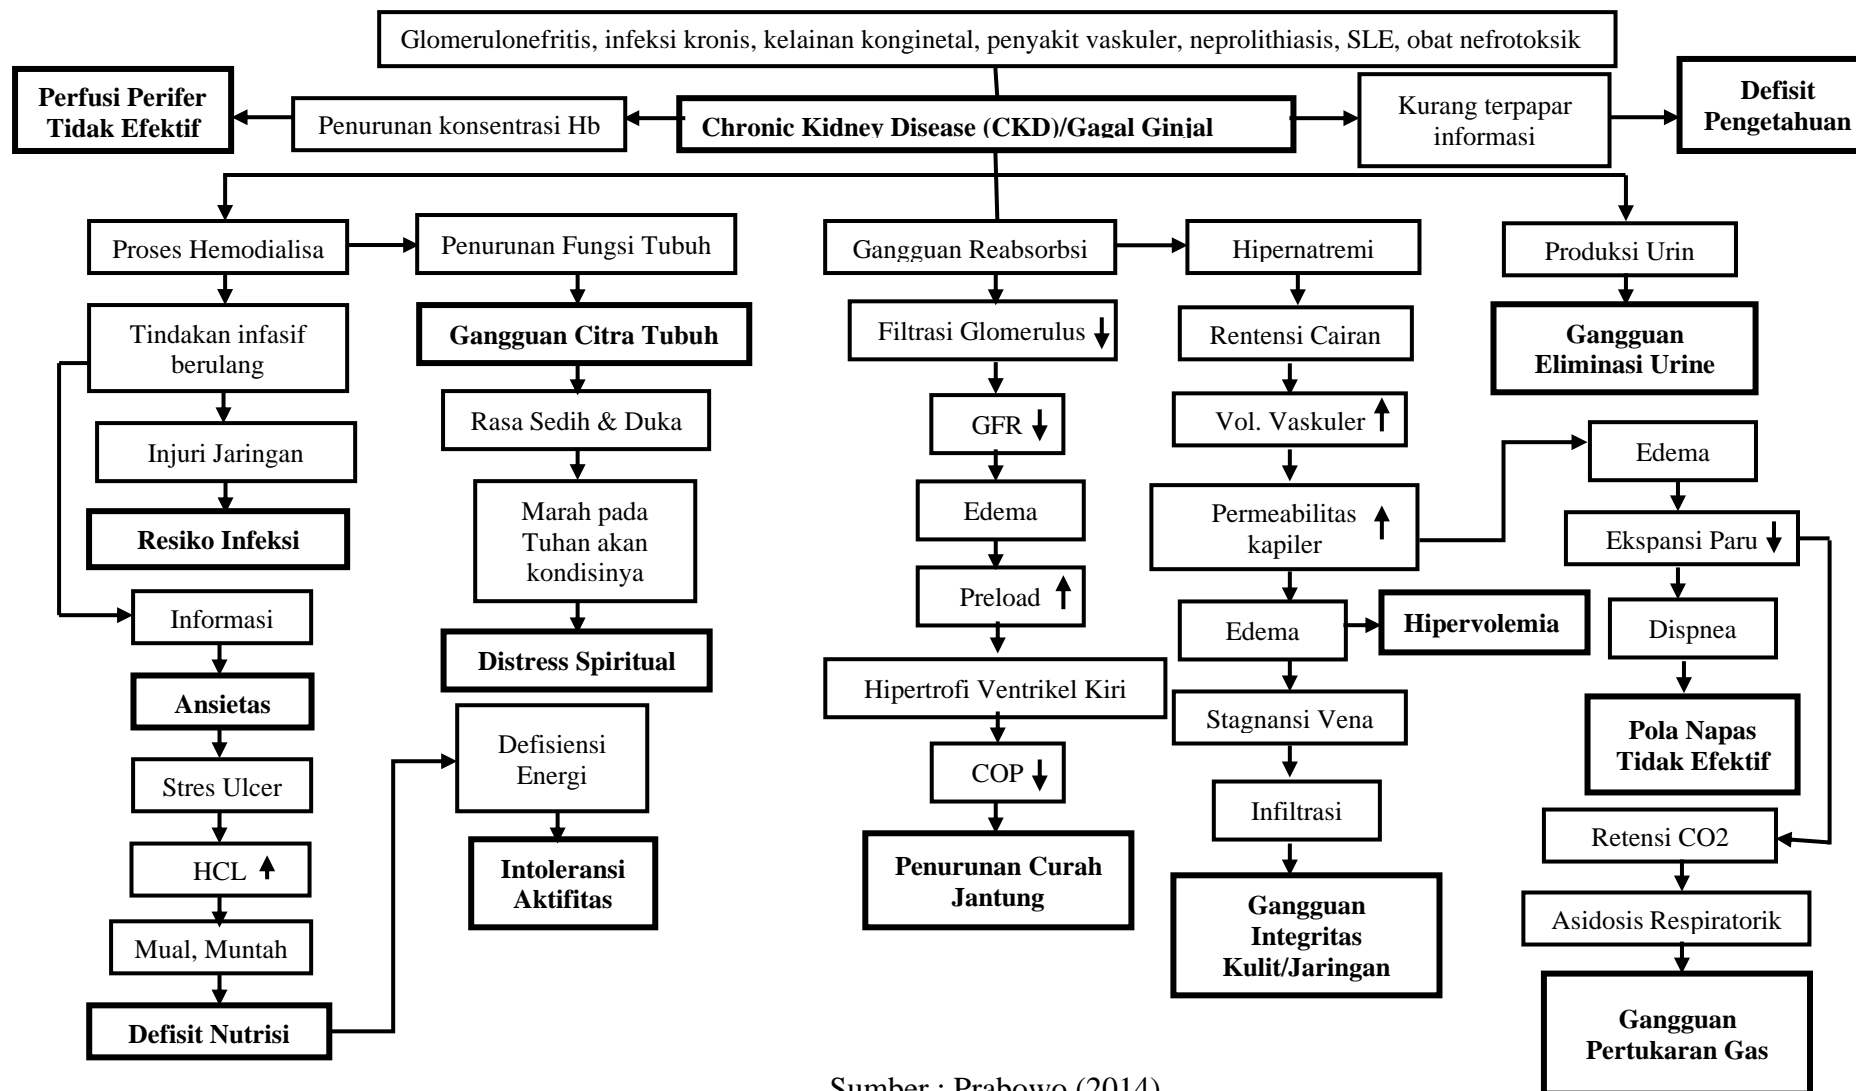 Glomerulonefritis, infeksi kronis, kelainan konginetal, penyakit vaskuler, neprolithiasis, SLE, obat nefrotoksik
Perfusi Perifer
Tidak Efektif
Penurunan konsentrasi Hb
Chronic Kidney Disease (CKD)/Gagal Ginjal
Kurang terpapar
informasi
Defisit
Pengetahuan
Proses Hemodialisa
Penurunan Fungsi Tubuh
Gangguan Reabsorbsi
Hipernatremi
Produksi Urin
Tindakan infasif
berulang
Gangguan Citra Tubuh
Filtrasi Glomerulus
Rentensi Cairan
Gangguan
Eliminasi Urine
Rasa Sedih & Duka
GFR
Vol. Vaskuler
Injuri Jaringan
Edema
Marah pada
Tuhan akan
kondisinya
Edema
Permeabilitas
kapiler
Resiko Infeksi
Ekspansi Paru
Informasi
Preload
Edema
Hipervolemia
Dispnea
Distress Spiritual
Hipertrofi Ventrikel Kiri
Ansietas
Stagnansi Vena
Defisiensi
Energi
Pola Napas
Tidak Efektif
COP
Stres Ulcer
Infiltrasi
Retensi CO2
HCL
Intoleransi
Aktifitas
Penurunan Curah
Jantung
Gangguan
Integritas
Kulit/Jaringan
Asidosis Respiratorik
Mual, Muntah
Defisit Nutrisi
Gangguan
Pertukaran Gas
Sumber : Prabowo (2014)